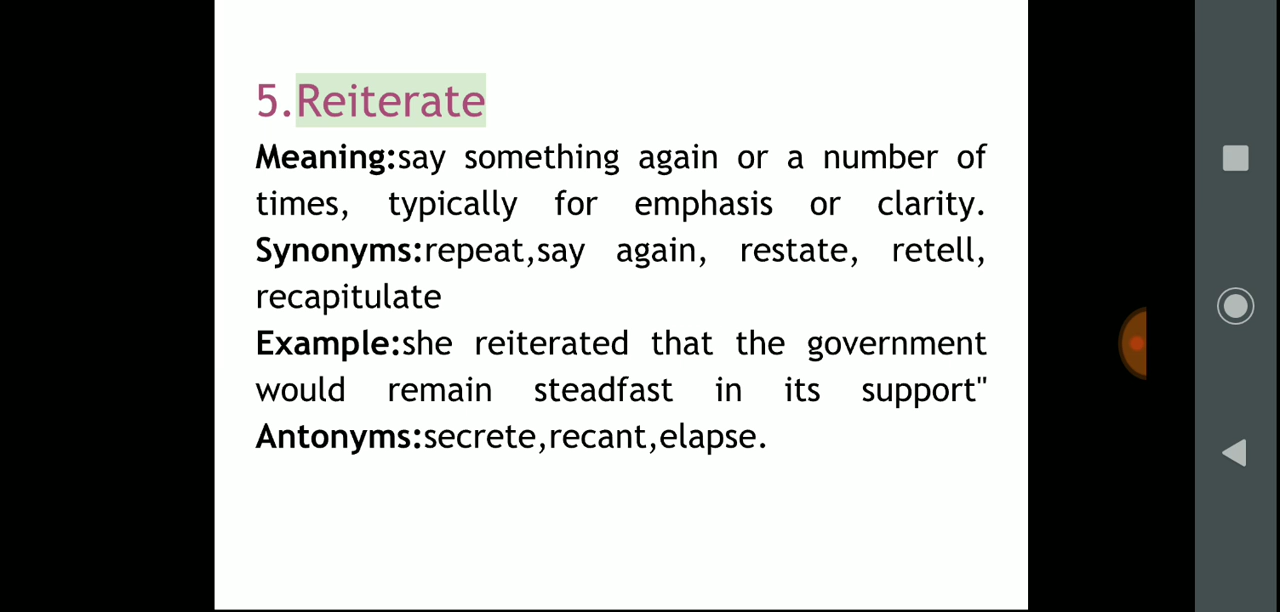 5.Reiterate
Meaning:say something again or a number of
times, typically for emphasis or clarity.
Synonyms:repeat,say again, restate, retell,
recapitulate
Example:she reiterated that the government
would remain steadfast in its support"
Antonyms:secrete,recant,elapse.